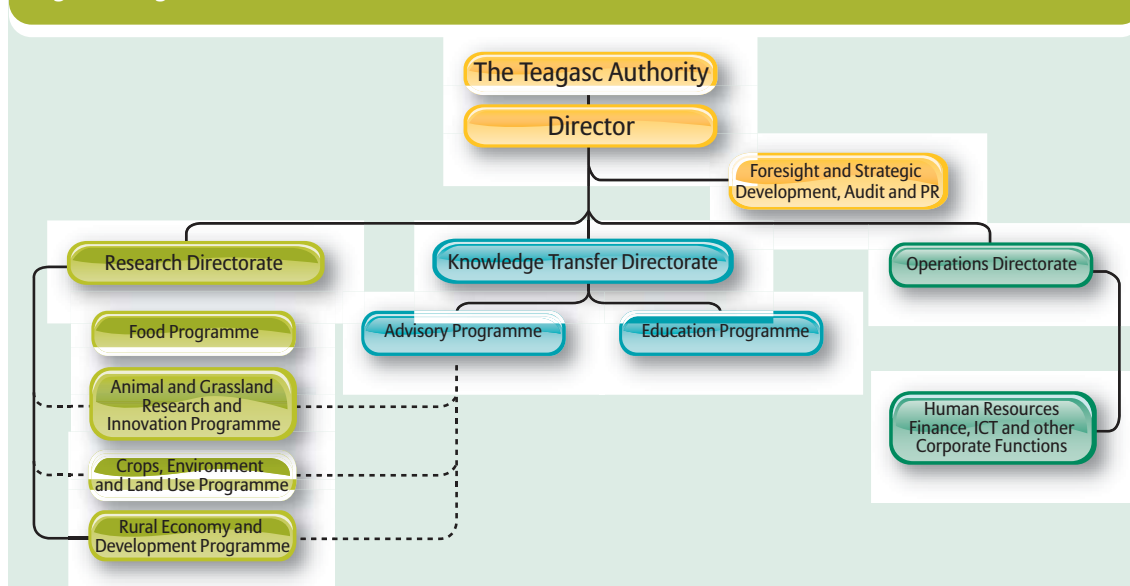 The Teagasc Authority
Director
Foresight and Strategic
Development, Audit and PR
Research Directorate
Knowledge Transfer Directorate
Operations Directorate
Food Programme
Advisory Programme
Education Programme
Animal and Grassland
Research and
Innovation Programme
Human Resources
Finance, ICT and other
Corporate Functions
Crops, Environment
and Land Use Programme
Rural Economy and
Development Programme